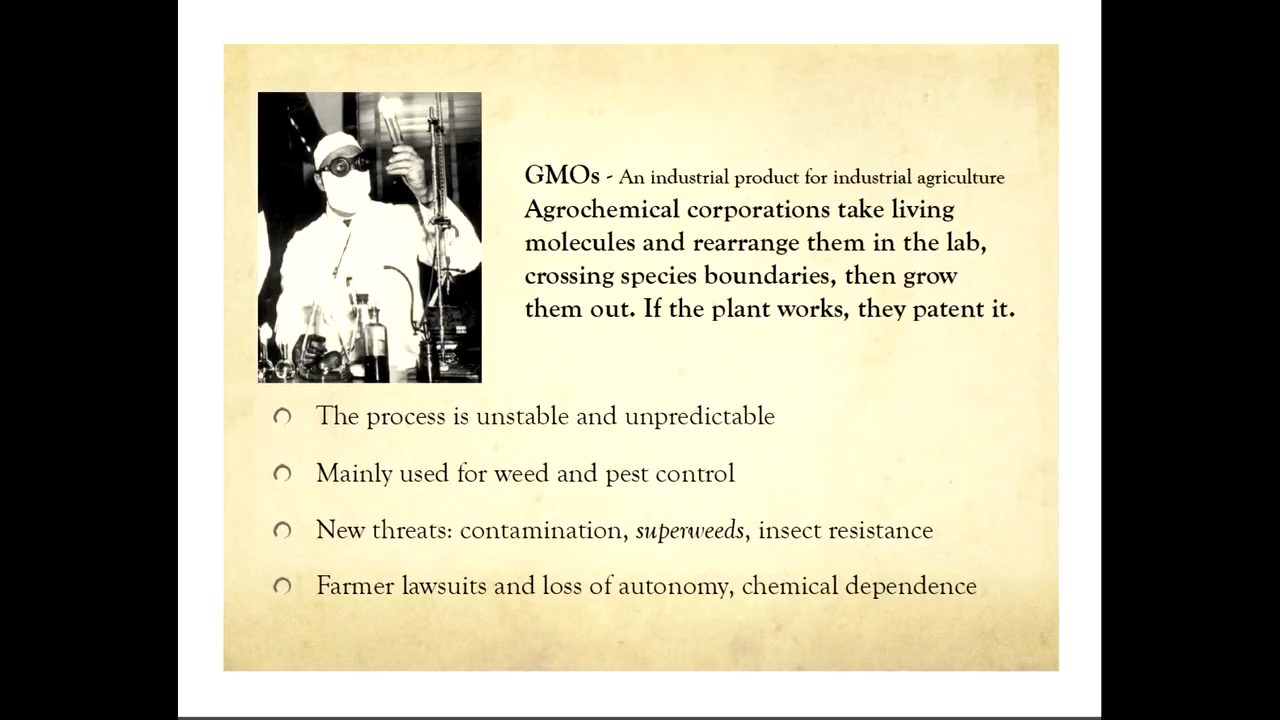 GMOs - An industrial product for industrial agriculture
Agrochemical corporations take living
molecules and rearrange them in the lab,
crossing species boundaries, then grow
them out. If the plant works, they patent it.
The process is unstable and unpredictable
Mainly used for weed and pest control
New threats: contamination, superweeds, insect resistance
Farmer lawsuits and loss of autonomy, chemical dependence